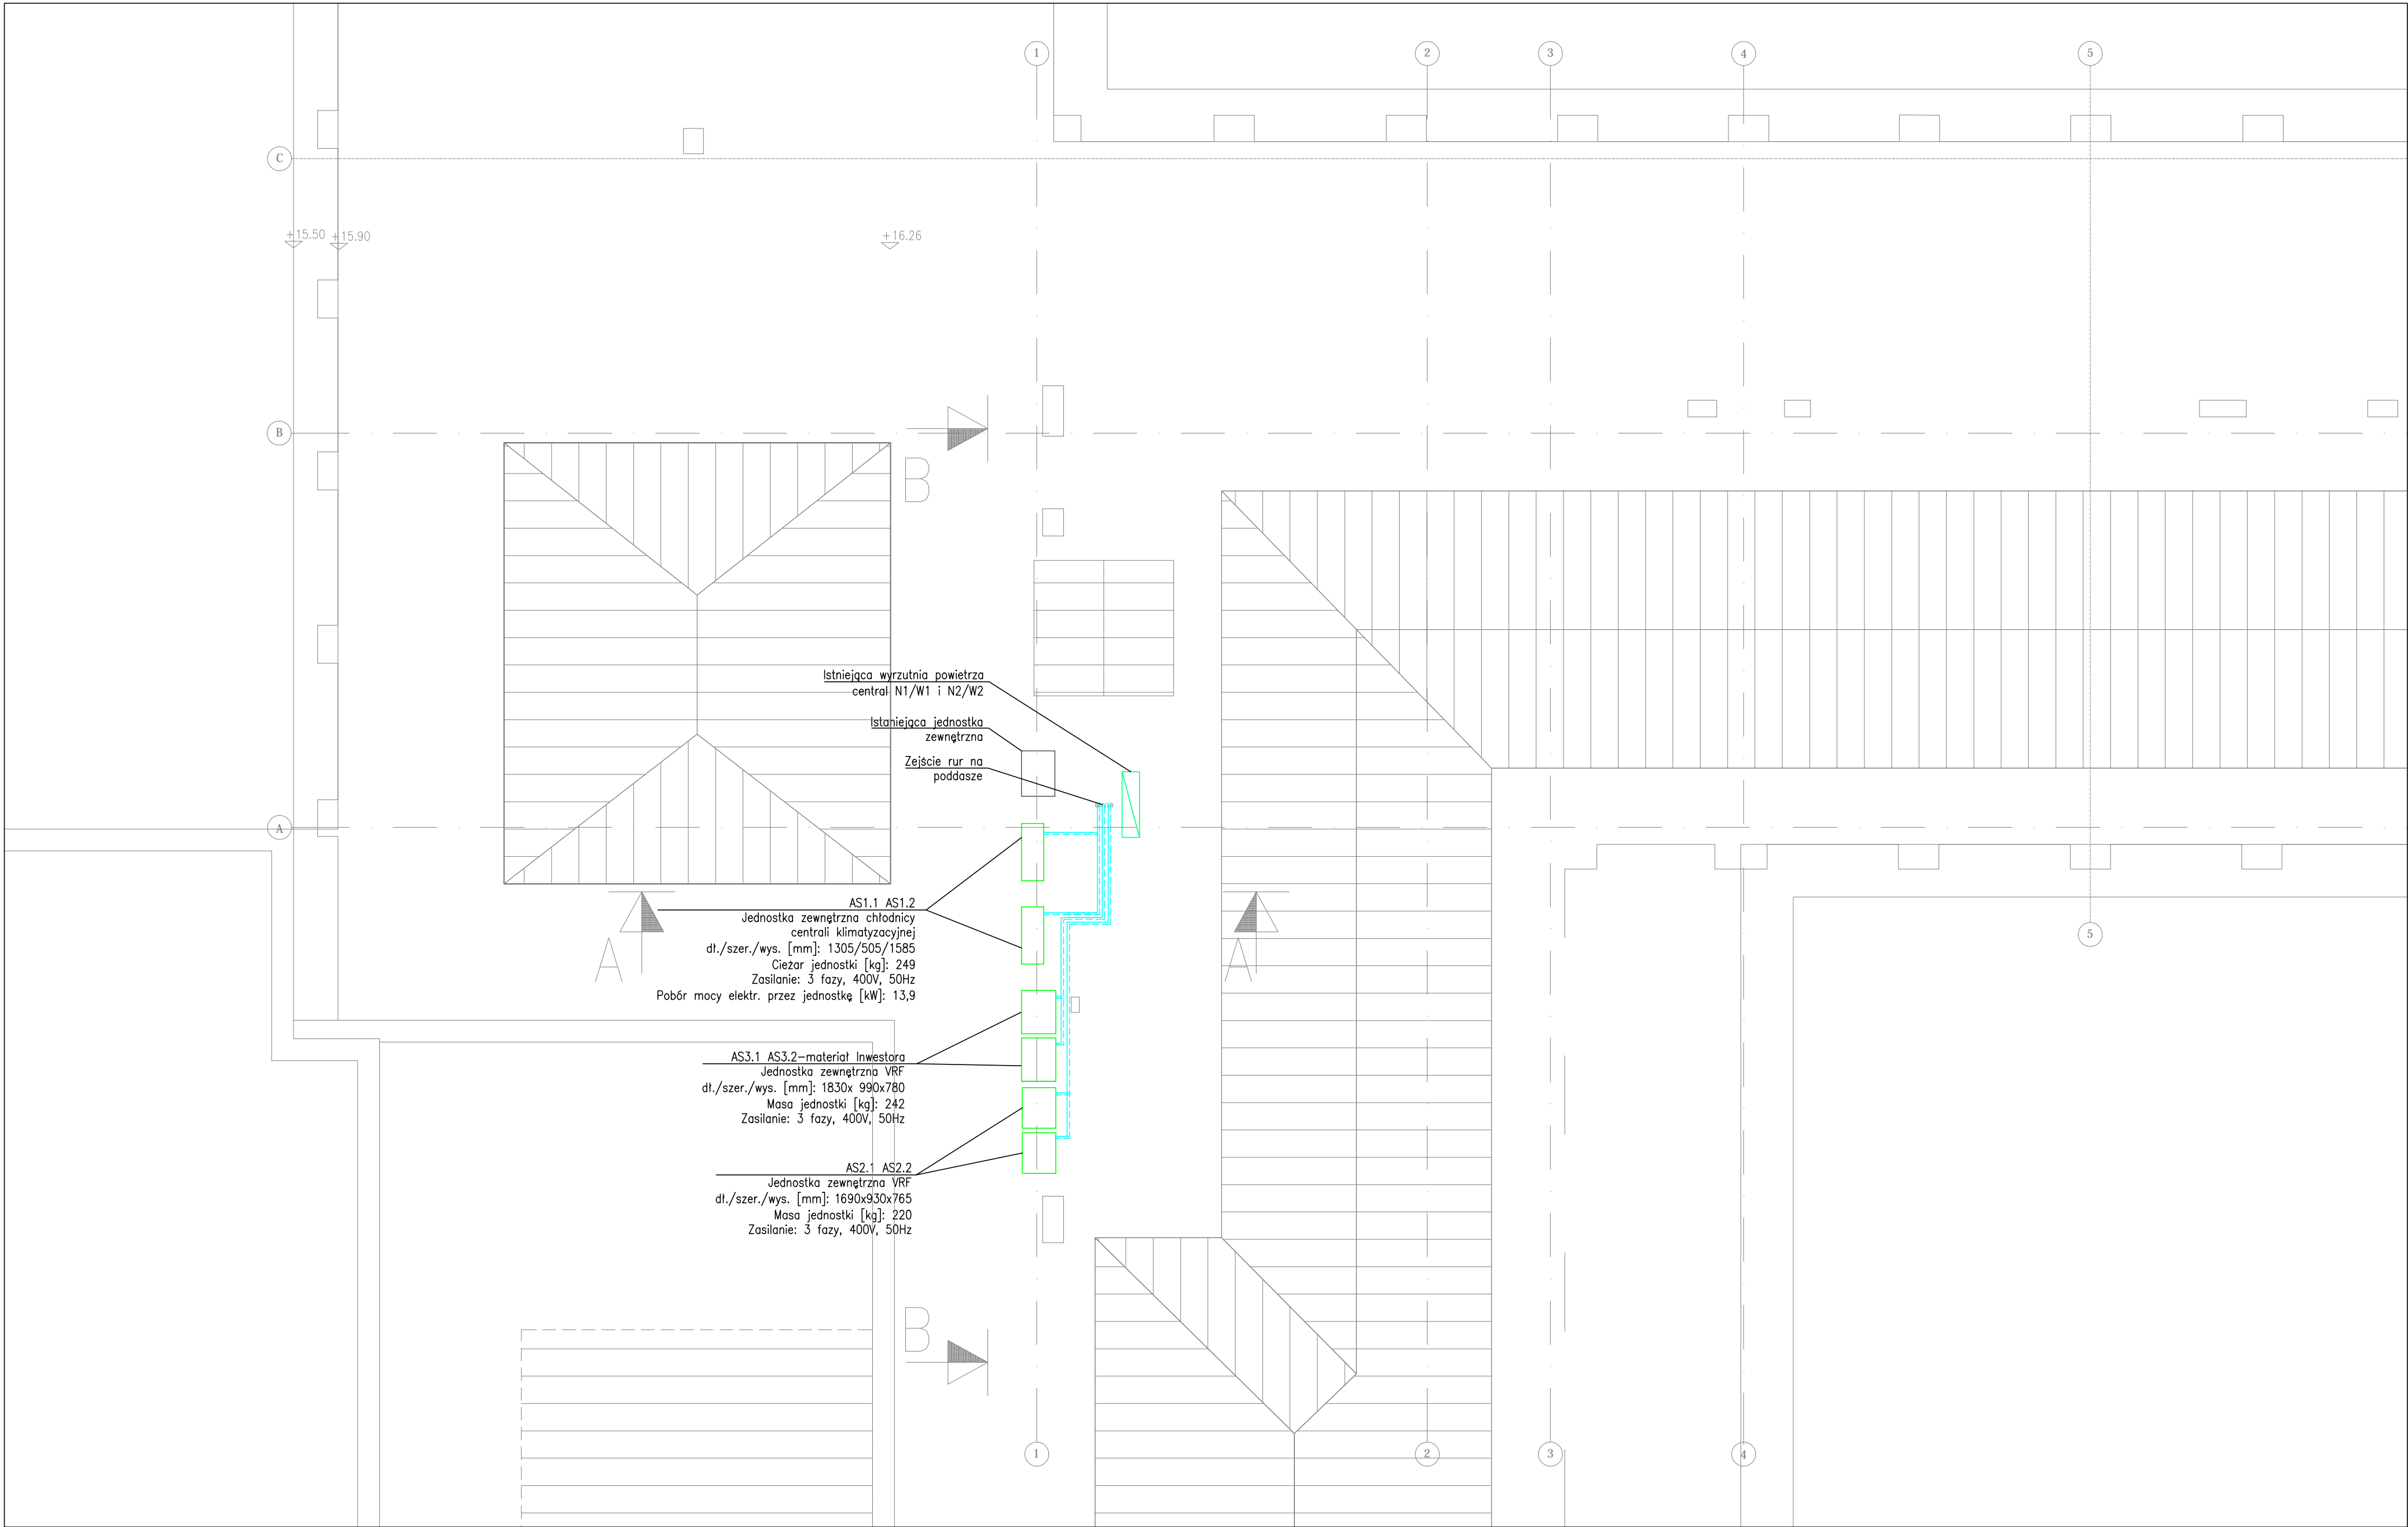 1
2
3
4
5
C
+15.50
+15.90
+16.26
B
B
Istniejąca wyrzutnia powietrza
central N1/W1 i N2/W2
Istaniejąca jednostka
zewnętrzna
Zejście rur na
poddasze
A
AS1.1 AS1.2
Jednostka zewnętrzna chłodnicy
centrali klimatyzacyjnej
dł./szer./wys. [mm]: 1305/505/1585
Cieżar jednostki [kg]: 249
Zasilanie: 3 fazy, 400V, 50Hz
Pobór mocy elektr. przez jednostkę [kW]: 13,9
A
A
5
AS3.1 AS3.2-materiał Inwestora
Jednostka zewnętrzna VRF
dł./szer./wys. [mm]: 1830x 990x780
Masa jednostki [kg]: 242
Zasilanie: 3 fazy, 400V, 50Hz
AS2.1 AS2.2
Jednostka zewnętrzna VRF
dł./szer./wys. [mm]: 1690x930x765
Masa jednostki [kg]: 220
Zasilanie: 3 fazy, 400V, 50Hz
B
1
2
3
4